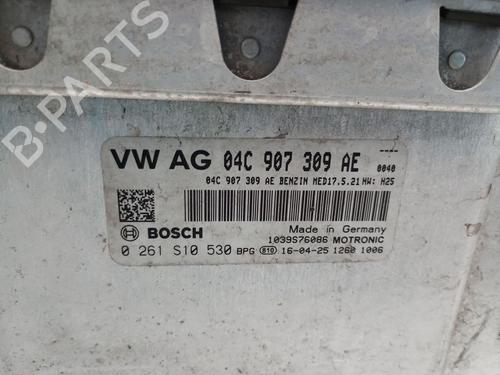 VW AG 04C 907 309 AE ----
0040
04C 907 309 AE BENZIN MED17.5.21 HW: H25
BOSCH
Made in Germany
1039S76086 MOTRONIC
0 261 S10 530 BPG 810 16-04-25 1260 1006
B-Parts